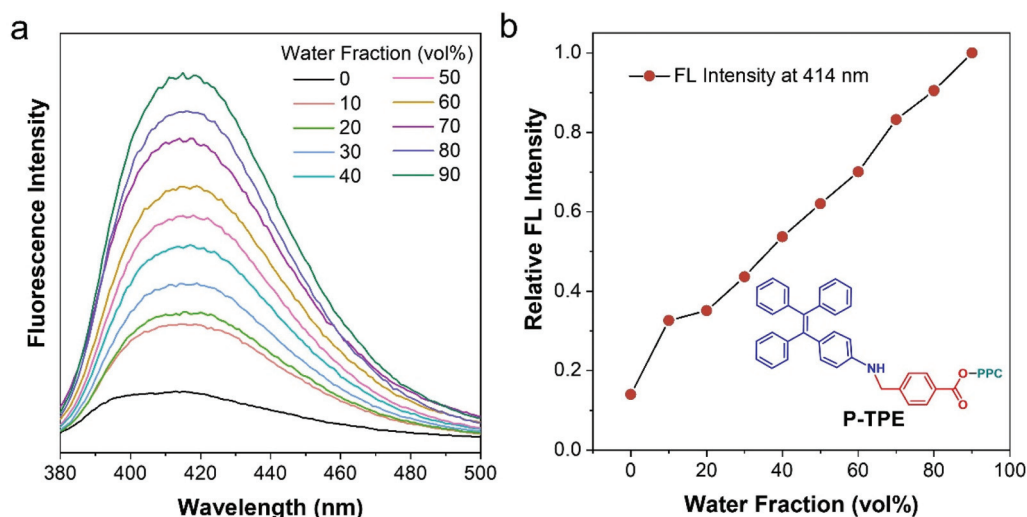 a
Fluorescence Intensity
Water Fraction (vol%)
0 50
10 60
20 70
30 80
40 90
380 400 420 440 460 480 500
Wavelength (nm)
b
Relative FL Intensity
1.0
0.8
0.6
0.4
0.2
0.0
FL Intensity at 414 nm
NH
O PPC
O
P-TPE
0 20 40 60 80 100
Water Fraction (vol%)